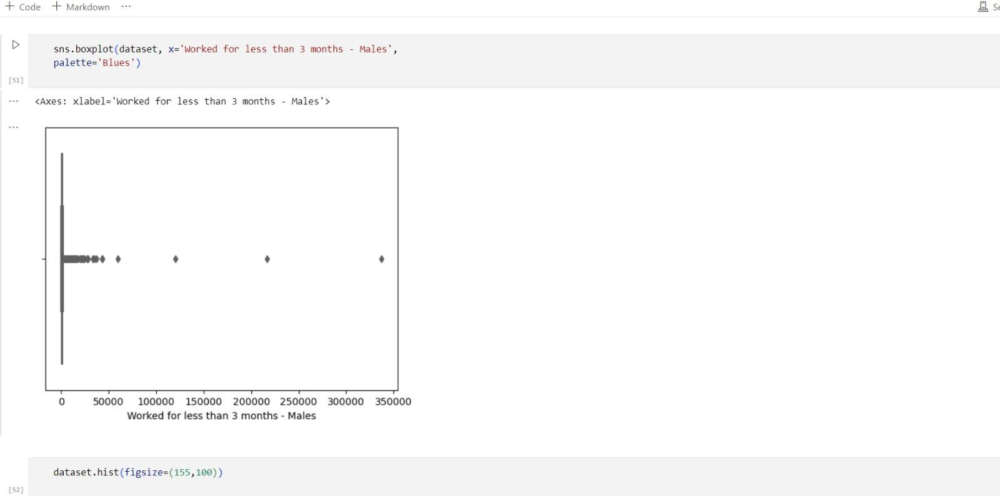 + Code + Markdown ...
sns.boxplot(dataset, x='Worked for less than 3 months - Males',
palette='Blues')
[51]
... <Axes: xlabel='Worked for less than 3 months - Males'>
...
0 50000 100000 150000 200000 250000 300000 350000
Worked for less than 3 months - Males
dataset.hist(figsize=(155,100))
[52]